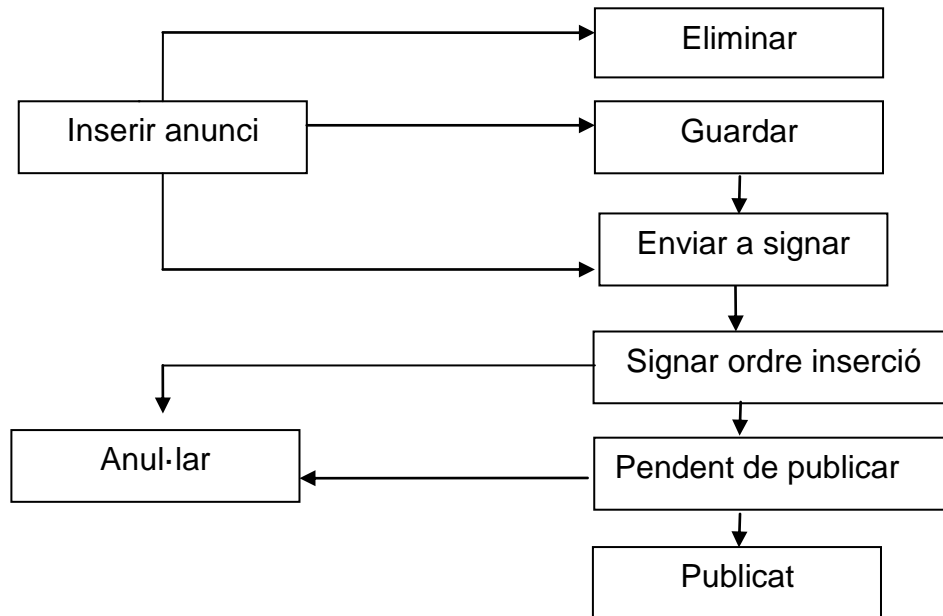 Eliminar
Inserir anunci
Guardar
Enviar a signar
Signar ordre inserció
Anul·lar
Pendent de publicar
Publicat